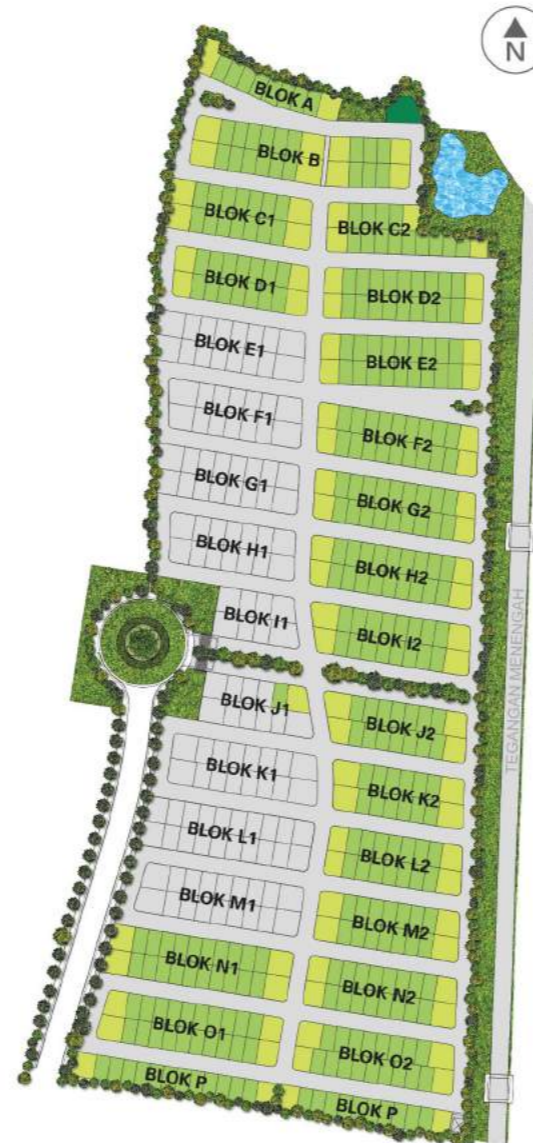 N
BLOK A
BLOK B
BLOK C1
BLOK C2
BLOK D1
BLOK D2
BLOK E1
BLOK E2
BLOK F1
BLOK F2
BLOK G1
BLOK G2
BLOK H1
BLOK H2
BLOK I1
BLOK I2
TEGANGAN MENENGAH
BLOK J1
BLOK J2
BLOK K1
BLOK K2
BLOK L1
BLOK L2
BLOK M1
BLOK M2
BLOK N1
BLOK N2
BLOK O1
BLOK O2
BLOK P
BLOK P